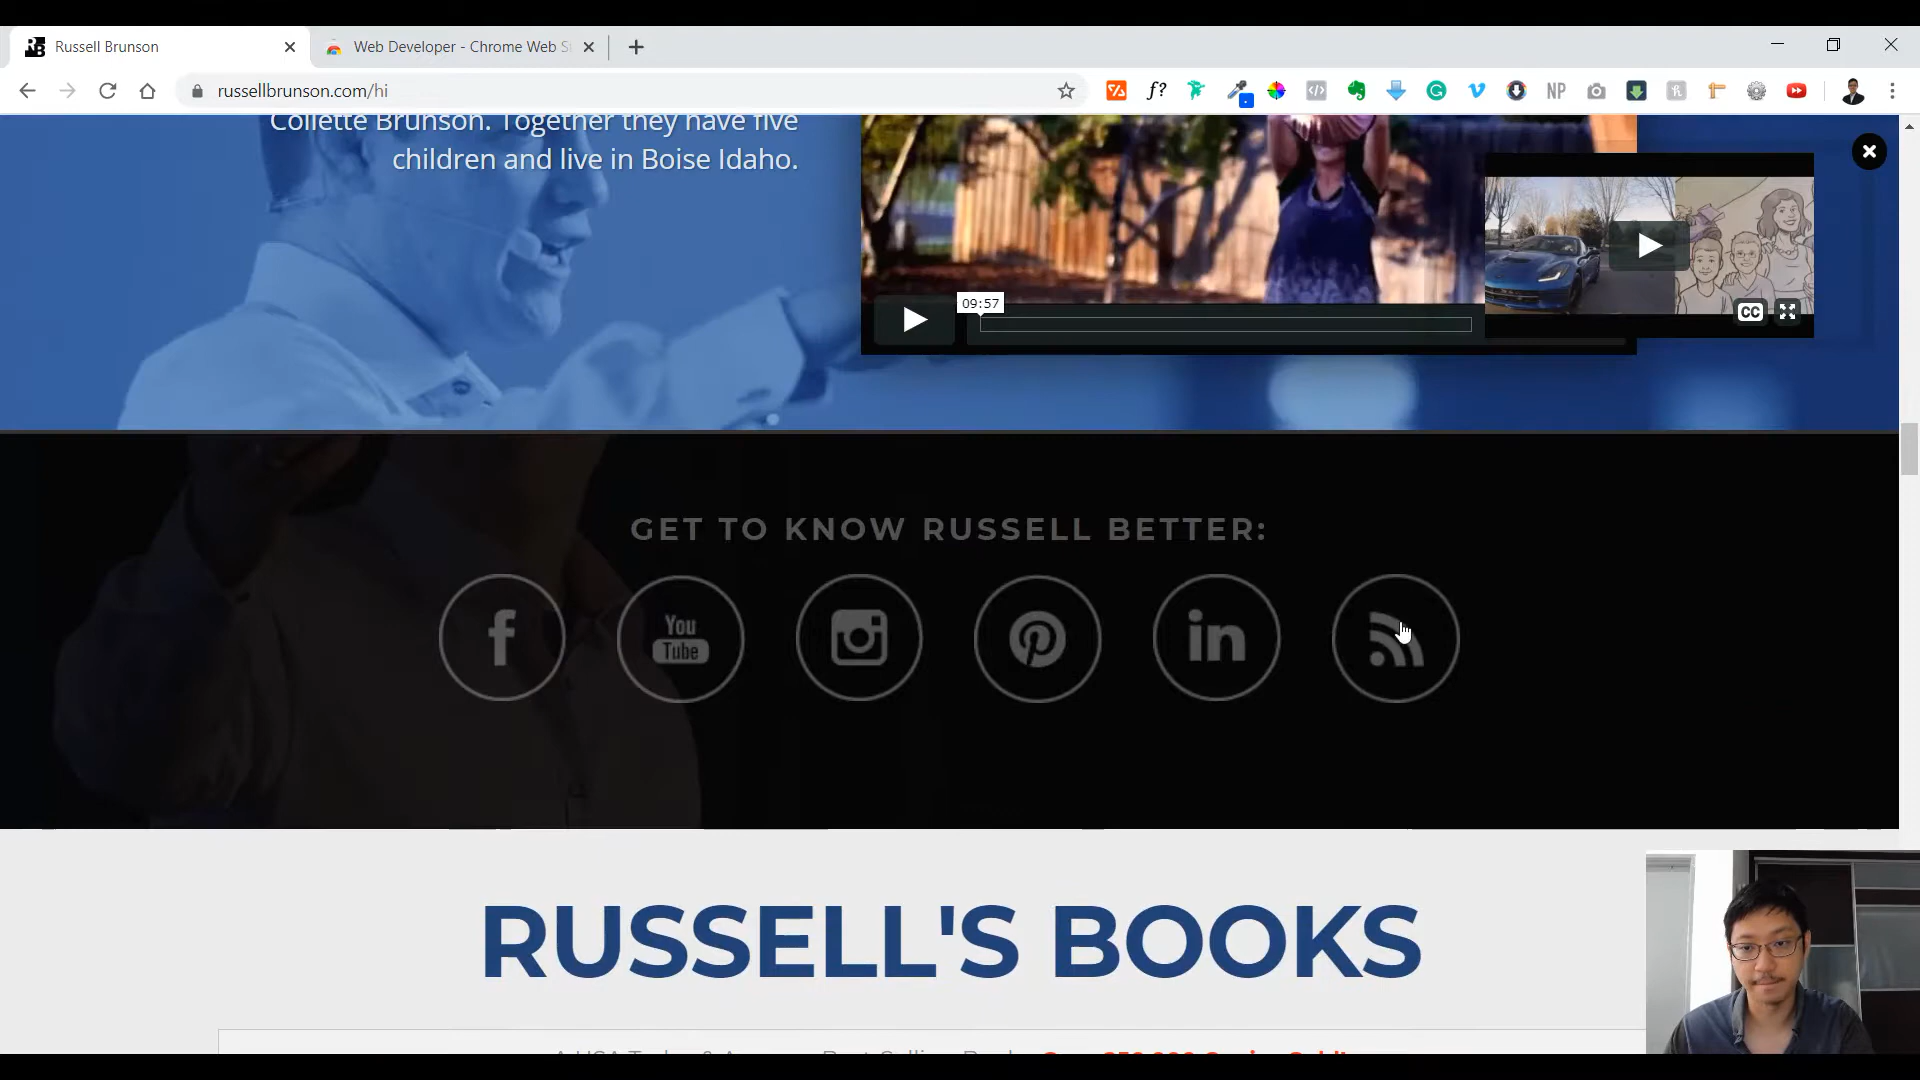 Russell Brunson
Web Developer - Chrome Web S
russellbrunson.com/hi
f?
NP
Collette Brunson. Together they have five
children and live in Boise Idaho.
09:57
CC
GET TO KNOW RUSSELL BETTER:
f
You
Tube
in
RUSSELL'S BOOKS